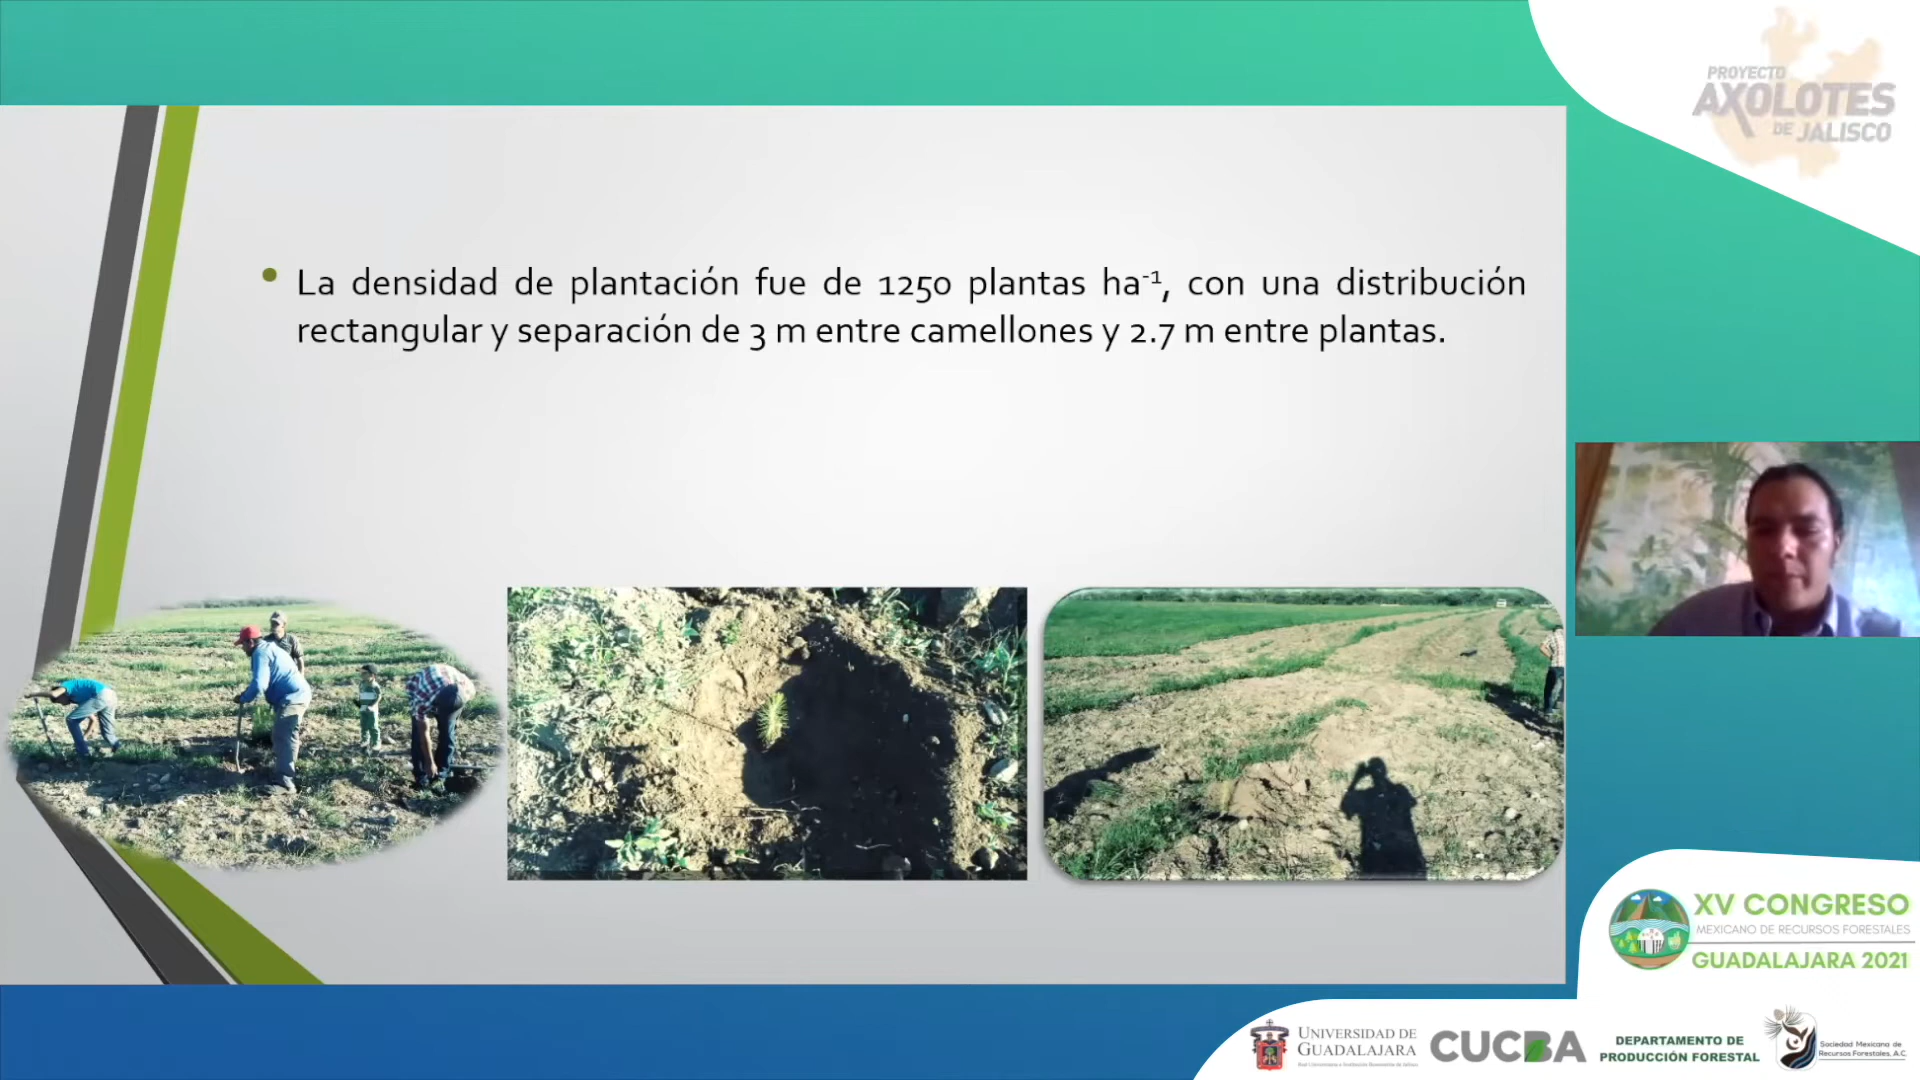 PROYECTO
AXOLOTES
DE JALISCO
• La densidad de plantación fue de 1250 plantas ha⁻¹, con una distribución
rectangular y separación de 3 m entre camellones y 2.7 m entre plantas.
XV CONGRESO
MEXICANO DE RECURSOS FORESTALES
GUADALAJARA 2021
UNIVERSIDAD DE
GUADALAJARA
CUCBA
DEPARTAMENTO DE
PRODUCCIÓN FORESTAL
Sociedad Mexicana de
Recursos Forestales, A.C.